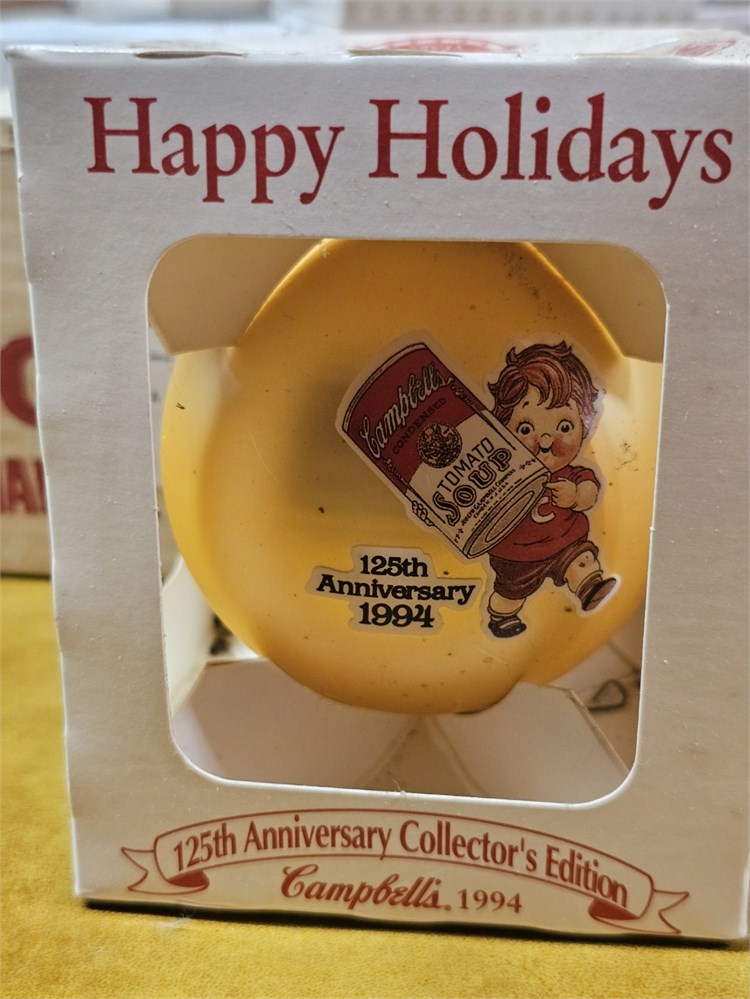 Happy Holidays
Campbell's
CONDENSED
TOMATO
SOUP
C
125th
Anniversary
1994
125th Anniversary Collector's Edition
Campbell's. 1994